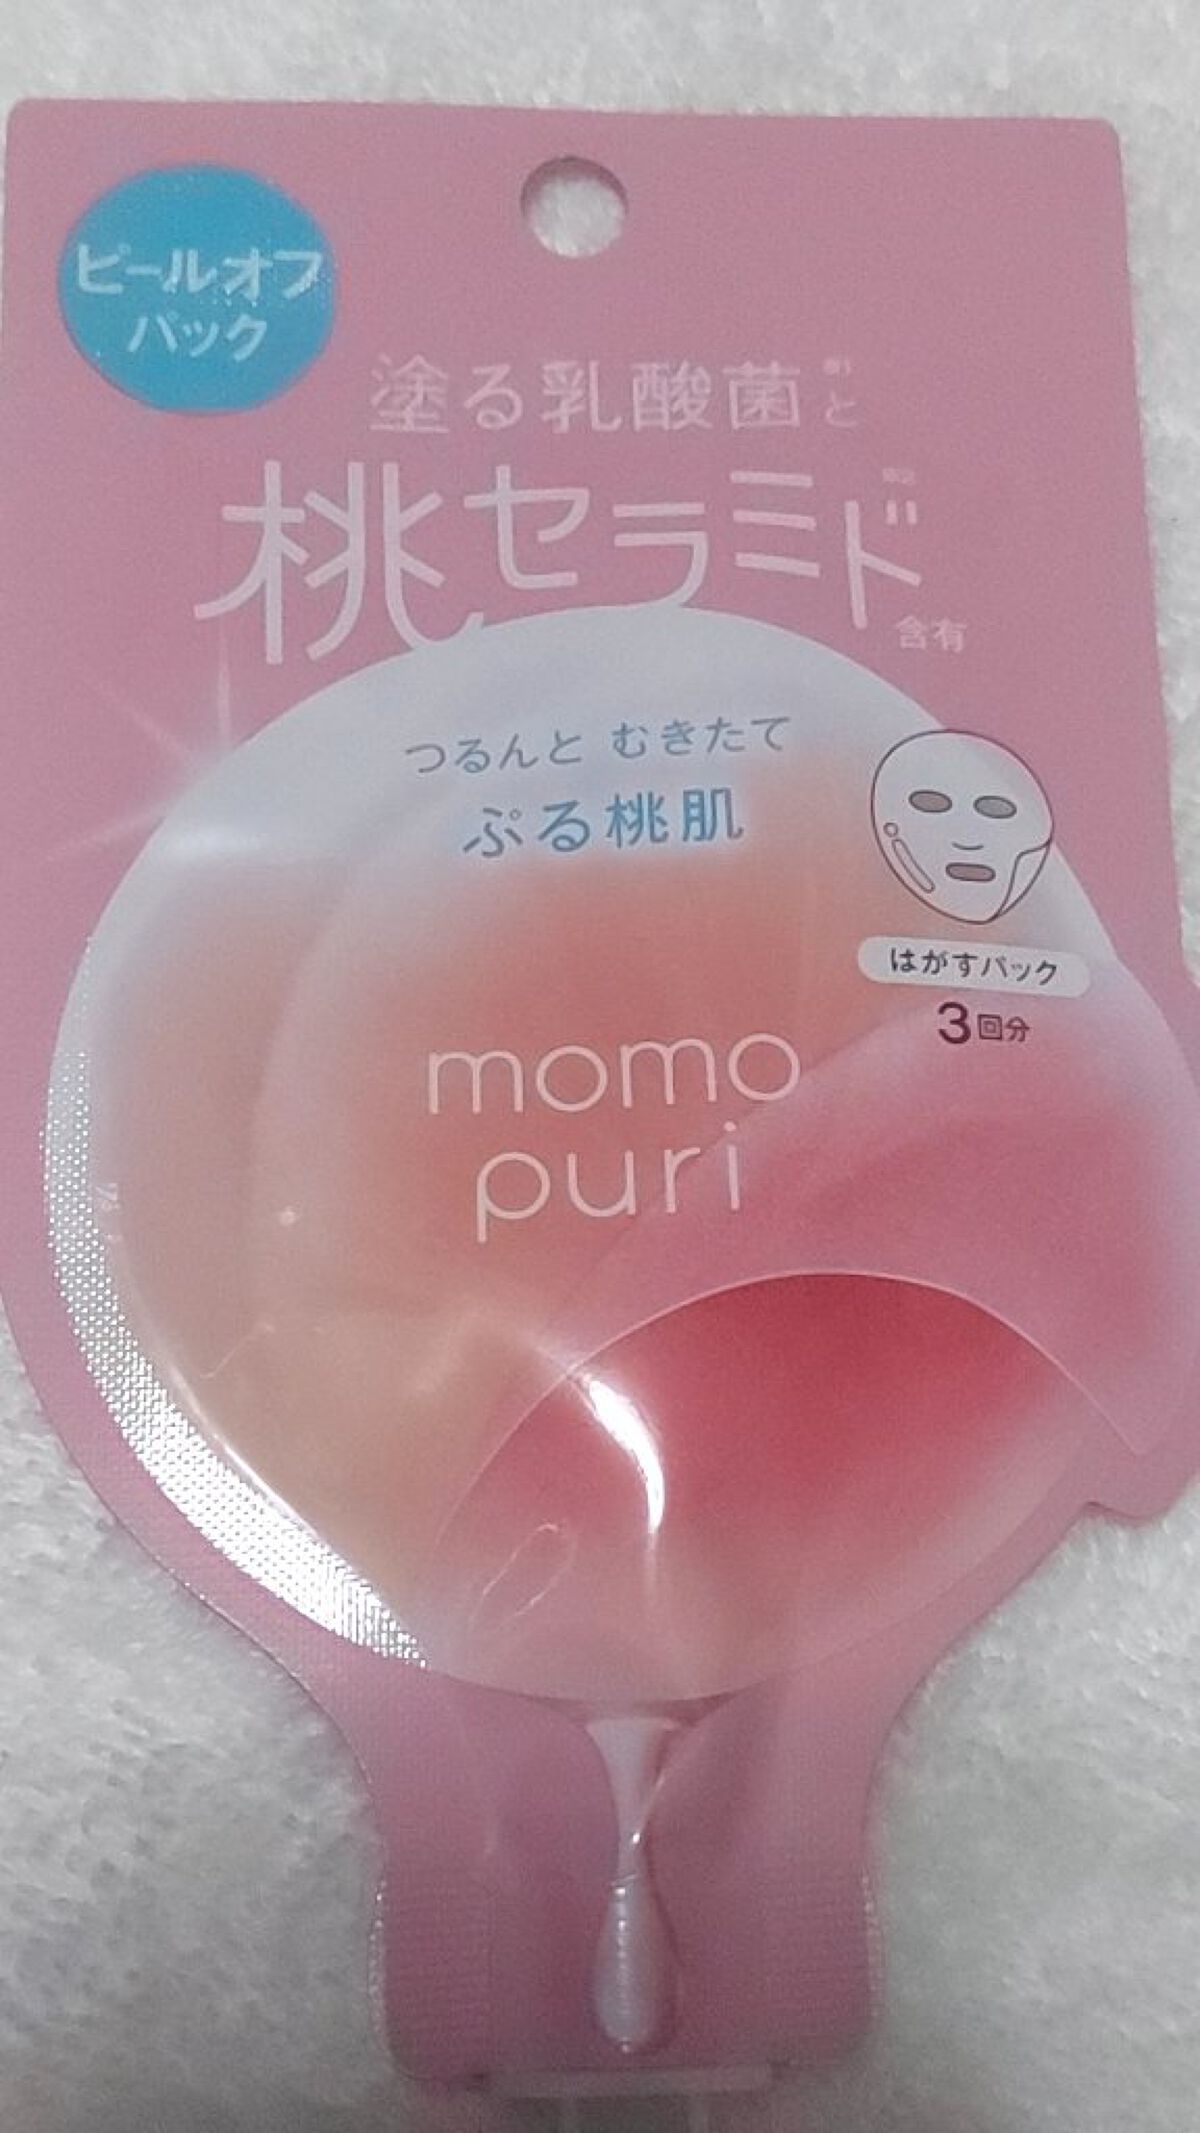 ピールオフ
パック
塗る乳酸菌と
桃セラミド
含有
つるんと むきたて
ぷる桃肌
はがすパック
3回分
momo
puri